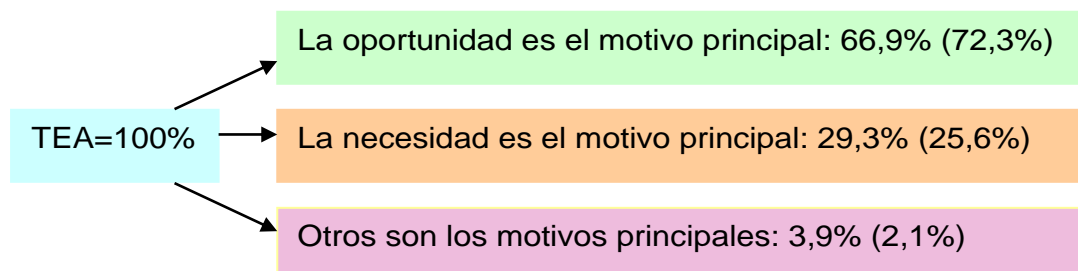 La oportunidad es el motivo principal: 66,9% (72,3%)
TEA=100%
La necesidad es el motivo principal: 29,3% (25,6%)
Otros son los motivos principales: 3,9% (2,1%)